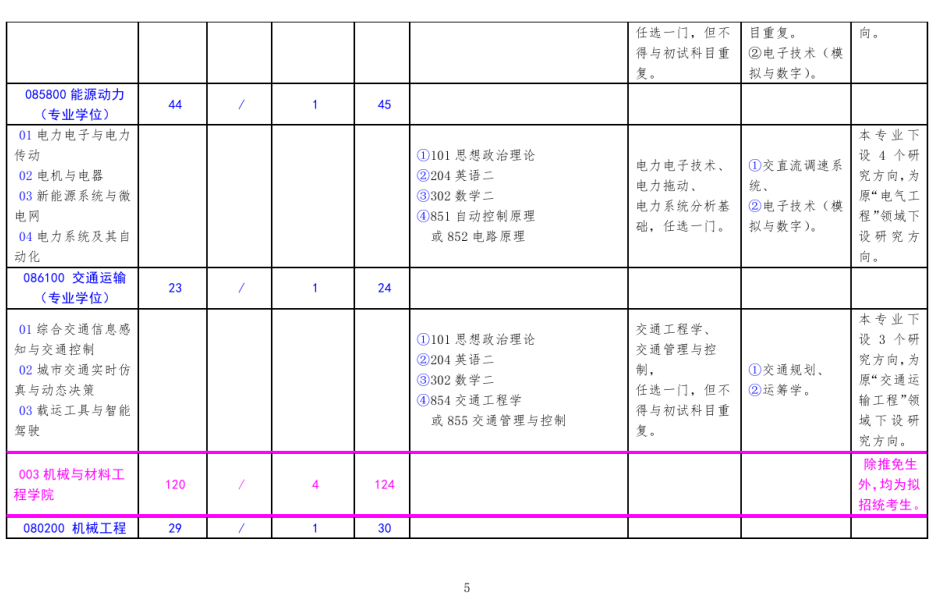 任选一门，但不
得与初试科目重
复。
目重复。
②电子技术（模
拟与数字）。
向。
085800 能源动力
（专业学位）
44
/
1
45
01 电力电子与电力
传动
02 电机与电器
03 新能源系统与微
电网
04 电力系统及其自
动化
①101 思想政治理论
②204 英语二
③302 数学二
④851 自动控制原理
或 852 电路原理
电力电子技术、
电力拖动、
电力系统分析基
础，任选一门。
①交直流调速系
统、
②电子技术（模
拟与数字）。
本专业下
设 4 个研
究方向,为
原“电气工
程”领域下
设研究方
向。
086100 交通运输
（专业学位）
23
/
1
24
01 综合交通信息感
知与交通控制
02 城市交通实时仿
真与动态决策
03 载运工具与智能
驾驶
①101 思想政治理论
②204 英语二
③302 数学二
④854 交通工程学
或 855 交通管理与控制
交通工程学、
交通管理与控
制，
任选一门，但不
得与初试科目重
复。
①交通规划、
②运筹学。
本专业下
设 3 个研
究方向,为
原“交通运
输工程”领
域下设研
究方向。
003 机械与材料工
程学院
120
/
4
124
除推免生
外,均为拟
招统考生。
080200 机械工程
29
/
1
30
5